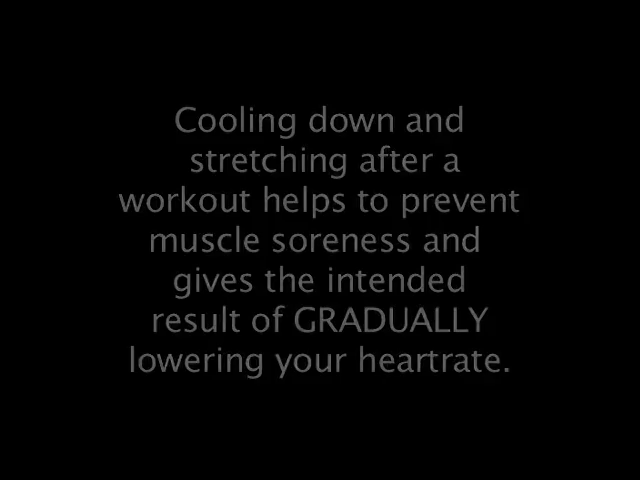 Cooling down and
stretching after a
workout helps to prevent
muscle soreness and
gives the intended
result of GRADUALLY
lowering your heartrate.